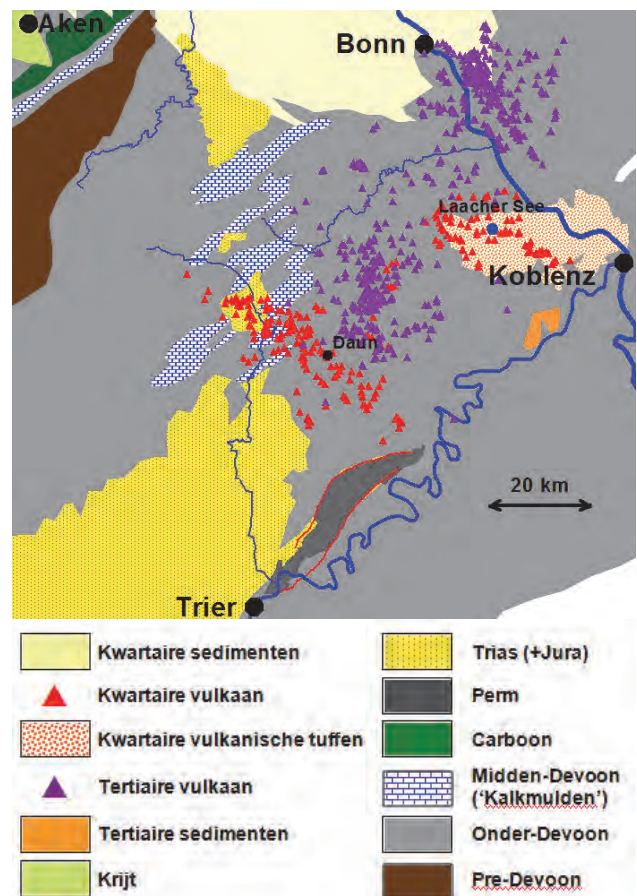 Aken
Bonn
Laacher See
Koblenz
Daun
20 km
Trier
Kwartaire sedimenten
Kwartaire vulkaan
Kwartaire vulkanische tuffen
Tertiaire vulkaan
Tertiaire sedimenten
Krijt
Trias (+Jura)
Perm
Carboon
Midden-Devoon
('Kalkmulden')
Onder-Devoon
Pre-Devoon